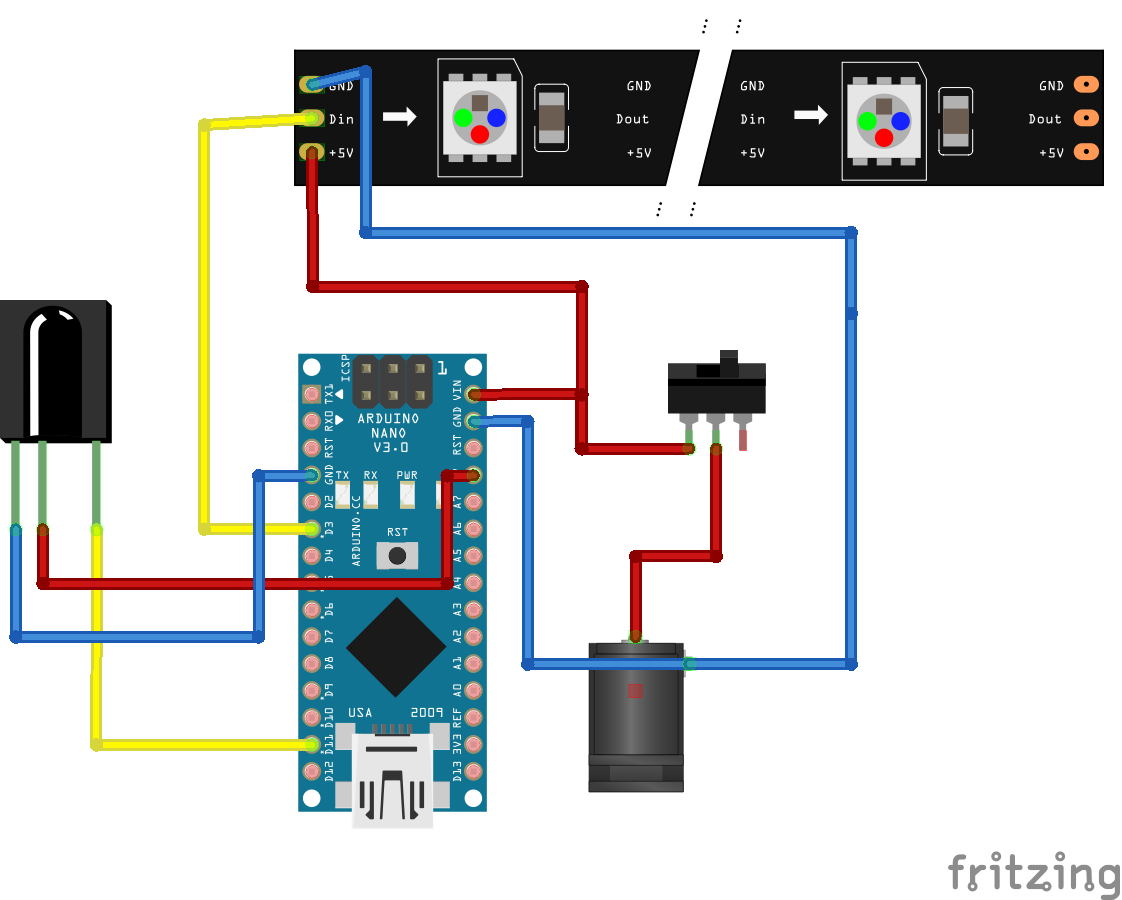 GND GND GND GND
Din Dout Din Dout
+5V +5V +5V +5V
ICSP
1
TX1 VIN
RX0 GND
RST RST
GND
D2 A7
D3 A6
D4 A5
A4
D6 A3
D7 A2
D8 A1
D9 A0
D10 REF
D11 3V3
D12 D13
ARDUINO
NANO
V3.0
TX RX PWR
ARDUINO.CC
RST
USA 2009
fritzing